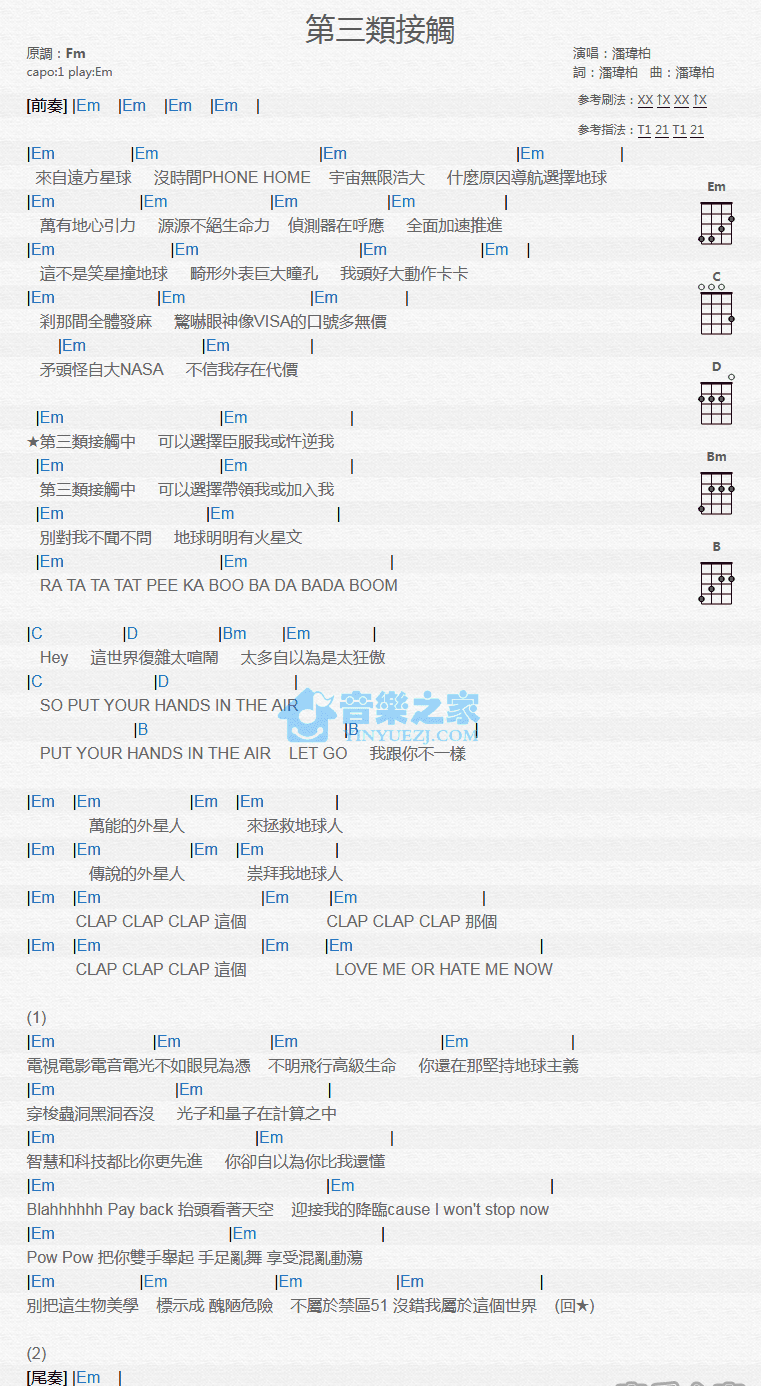 第三類接觸
原調：Fm
capo:1 play:Em
演唱：潘瑋柏
詞：潘瑋柏 曲：潘瑋柏
参考刷法：XX ↑X XX ↑X
参考指法：T1 21 T1 21
[前奏] |Em |Em |Em |Em |
|Em |Em |Em |Em |
來自遠方星球 沒時間PHONE HOME 宇宙無限浩大 什麼原因導航選擇地球
|Em |Em |Em |Em |
萬有地心引力 源源不絕生命力 偵測器在呼應 全面加速推進
|Em |Em |Em |Em |
這不是笑星撞地球 畸形外表巨大瞳孔 我頭好大動作卡卡
|Em |Em |Em |
剎那間全體發麻 驚嚇眼神像VISA的口號多無價
|Em |Em |
矛頭怪自大NASA 不信我存在代價
|Em |Em |
★第三類接觸中 可以選擇臣服我或忤逆我
|Em |Em |
第三類接觸中 可以選擇帶領我或加入我
|Em |Em |
別對我不聞不問 地球明明有火星文
|Em |Em |
RA TA TA TAT PEE KA BOO BA DA BADA BOOM
|C |D |Bm |Em |
Hey 這世界復雜太喧鬧 太多自以為是太狂傲
|C |D |
SO PUT YOUR HANDS IN THE AIR
|B |B |
PUT YOUR HANDS IN THE AIR LET GO 我跟你不一樣
|Em |Em |Em |Em |
萬能的外星人 來拯救地球人
|Em |Em |Em |Em |
傳說的外星人 崇拜我地球人
|Em |Em |Em |Em |
CLAP CLAP CLAP 這個 CLAP CLAP CLAP 那個
|Em |Em |Em |Em |
CLAP CLAP CLAP 這個 LOVE ME OR HATE ME NOW
(1)
|Em |Em |Em |Em |
電視電影電音電光不如眼見為憑 不明飛行高級生命 你還在那堅持地球主義
|Em |Em |
穿梭蟲洞黑洞吞沒 光子和量子在計算之中
|Em |Em |
智慧和科技都比你更先進 你卻自以為你比我還懂
|Em |Em |
Blahhhhhh Pay back 抬頭看著天空 迎接我的降臨cause I won't stop now
|Em |Em |
Pow Pow 把你雙手舉起 手足亂舞 享受混亂動蕩
|Em |Em |Em |Em |
別把這生物美學 標示成 醜陋危險 不屬於禁區51 沒錯我屬於這個世界 (回★)
(2)
[尾奏] |Em |
Em
C
D
Bm
B
音樂之家
YINYUEZJ.COM